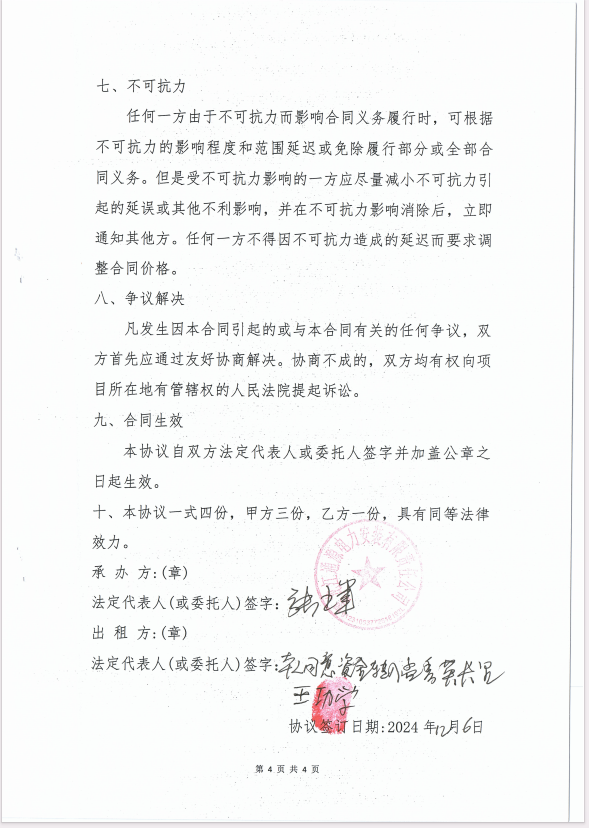 七、不可抗力
任何一方由于不可抗力而影响合同义务履行时，可根据
不可抗力的影响程度和范围延迟或免除履行部分或全部合
同义务。但是受不可抗力影响的一方应尽量减小不可抗力引
起的延误或其他不利影响，并在不可抗力影响消除后，立即
通知其他方。任何一方不得因不可抗力造成的延迟而要求调
整合同价格。
八、争议解决
凡发生因本合同引起的或与本合同有关的任何争议，双
方首先应通过友好协商解决。协商不成的，双方均有权向项
目所在地有管辖权的人民法院提起诉讼。
九、合同生效
本协议自双方法定代表人或委托人签字并加盖公章之
日起生效。
十、本协议一式四份，甲方三份，乙方一份，具有同等法律
效力。
承 办 方:(章)
法定代表人(或委托人)签字:
出 租 方:(章)
法定代表人(或委托人)签字:本人同意资金转入
王功学
协议签订日期:2024 年12月6日
第 4 页 共 4 页